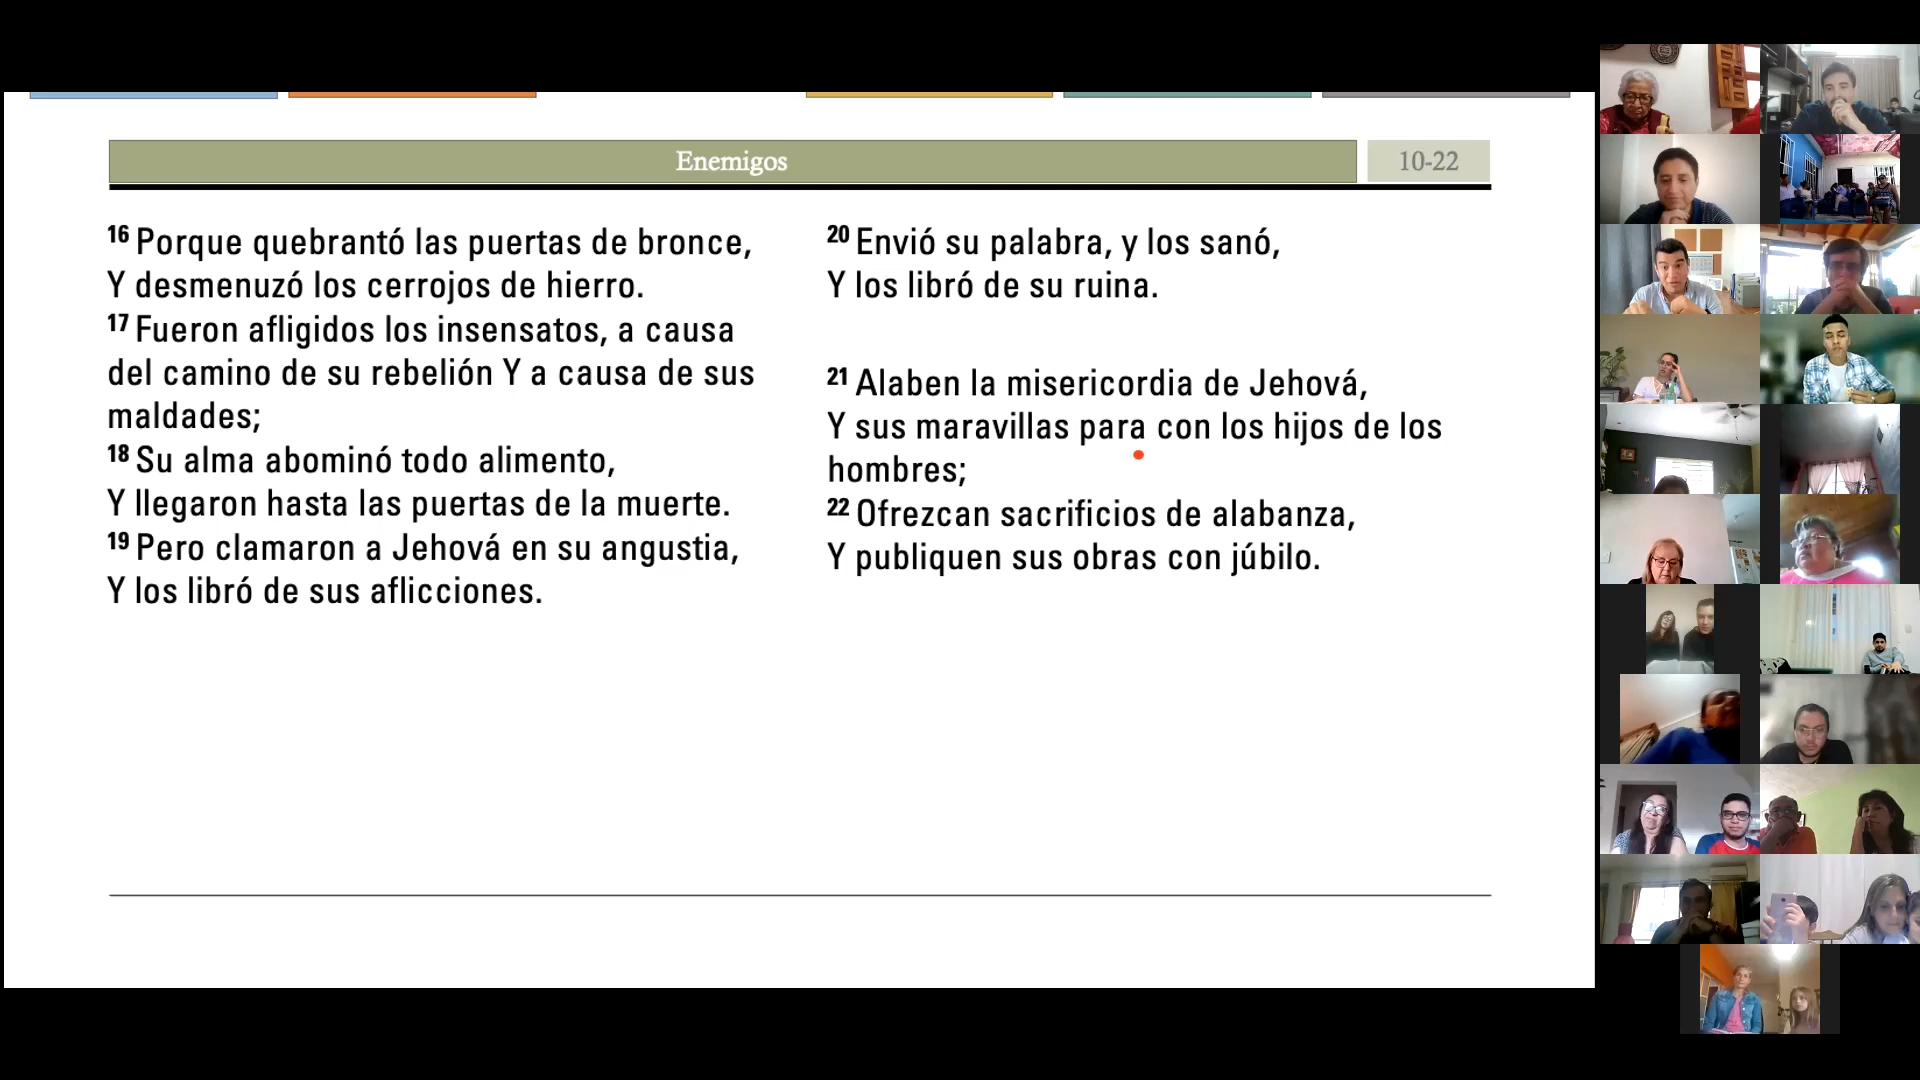 Enemigos
10-22
16 Porque quebrantó las puertas de bronce,
Y desmenuzó los cerrojos de hierro.
17 Fueron afligidos los insensatos, a causa
del camino de su rebelión Y a causa de sus
maldades;
18 Su alma abominó todo alimento,
Y llegaron hasta las puertas de la muerte.
19 Pero clamaron a Jehová en su angustia,
Y los libró de sus aflicciones.
20 Envió su palabra, y los sanó,
Y los libró de su ruina.
21 Alaben la misericordia de Jehová,
Y sus maravillas para con los hijos de los
hombres;
22 Ofrezcan sacrificios de alabanza,
Y publiquen sus obras con júbilo.